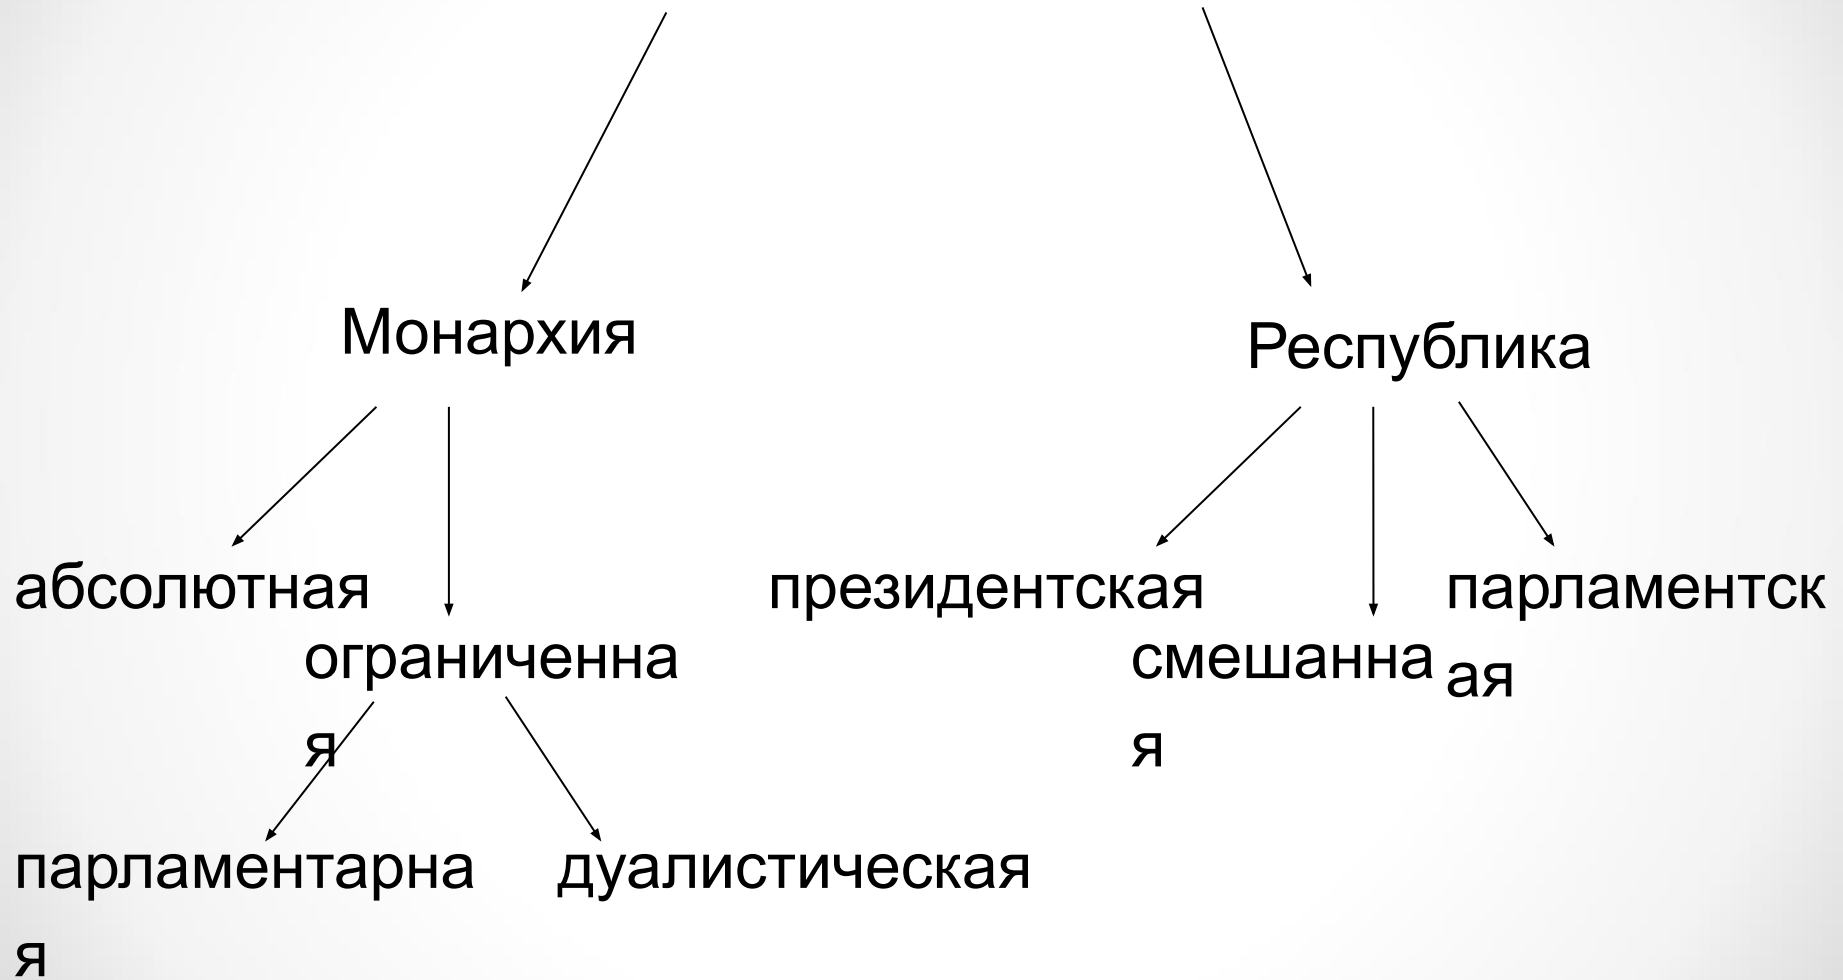 Монархия
Республика
абсолютная
ограниченна
я
парламентарна
я
дуалистическая
президентская
смешанна
я
парламентск
ая